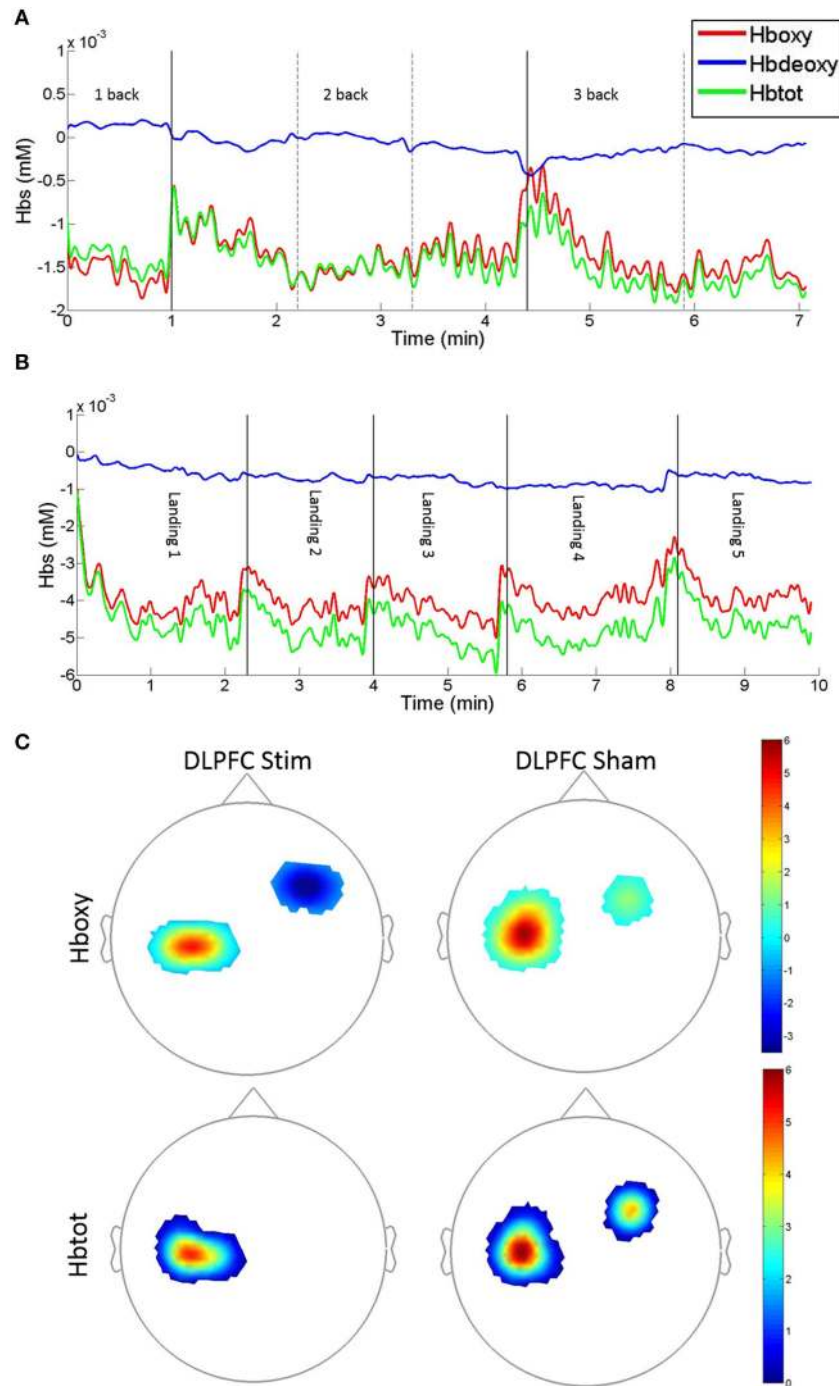 A
x 10⁻³
Hboxy
Hbdeoxy
Hbtot
1 back
2 back
3 back
1
0.5
0
-0.5
-1
-1.5
-2
Hbs (mM)
0 1 2 3 4 5 6 7
Time (min)
B
x 10⁻³
1
0
-1
-2
-3
-4
-5
-6
Hbs (mM)
Landing 1
Landing 2
Landing 3
Landing 4
Landing 5
0 1 2 3 4 5 6 7 8 9 10
Time (min)
C
DLPFC Stim
DLPFC Sham
Hboxy
6
5
4
3
2
1
0
-1
-2
-3
Hbtot
6
5
4
3
2
1
0